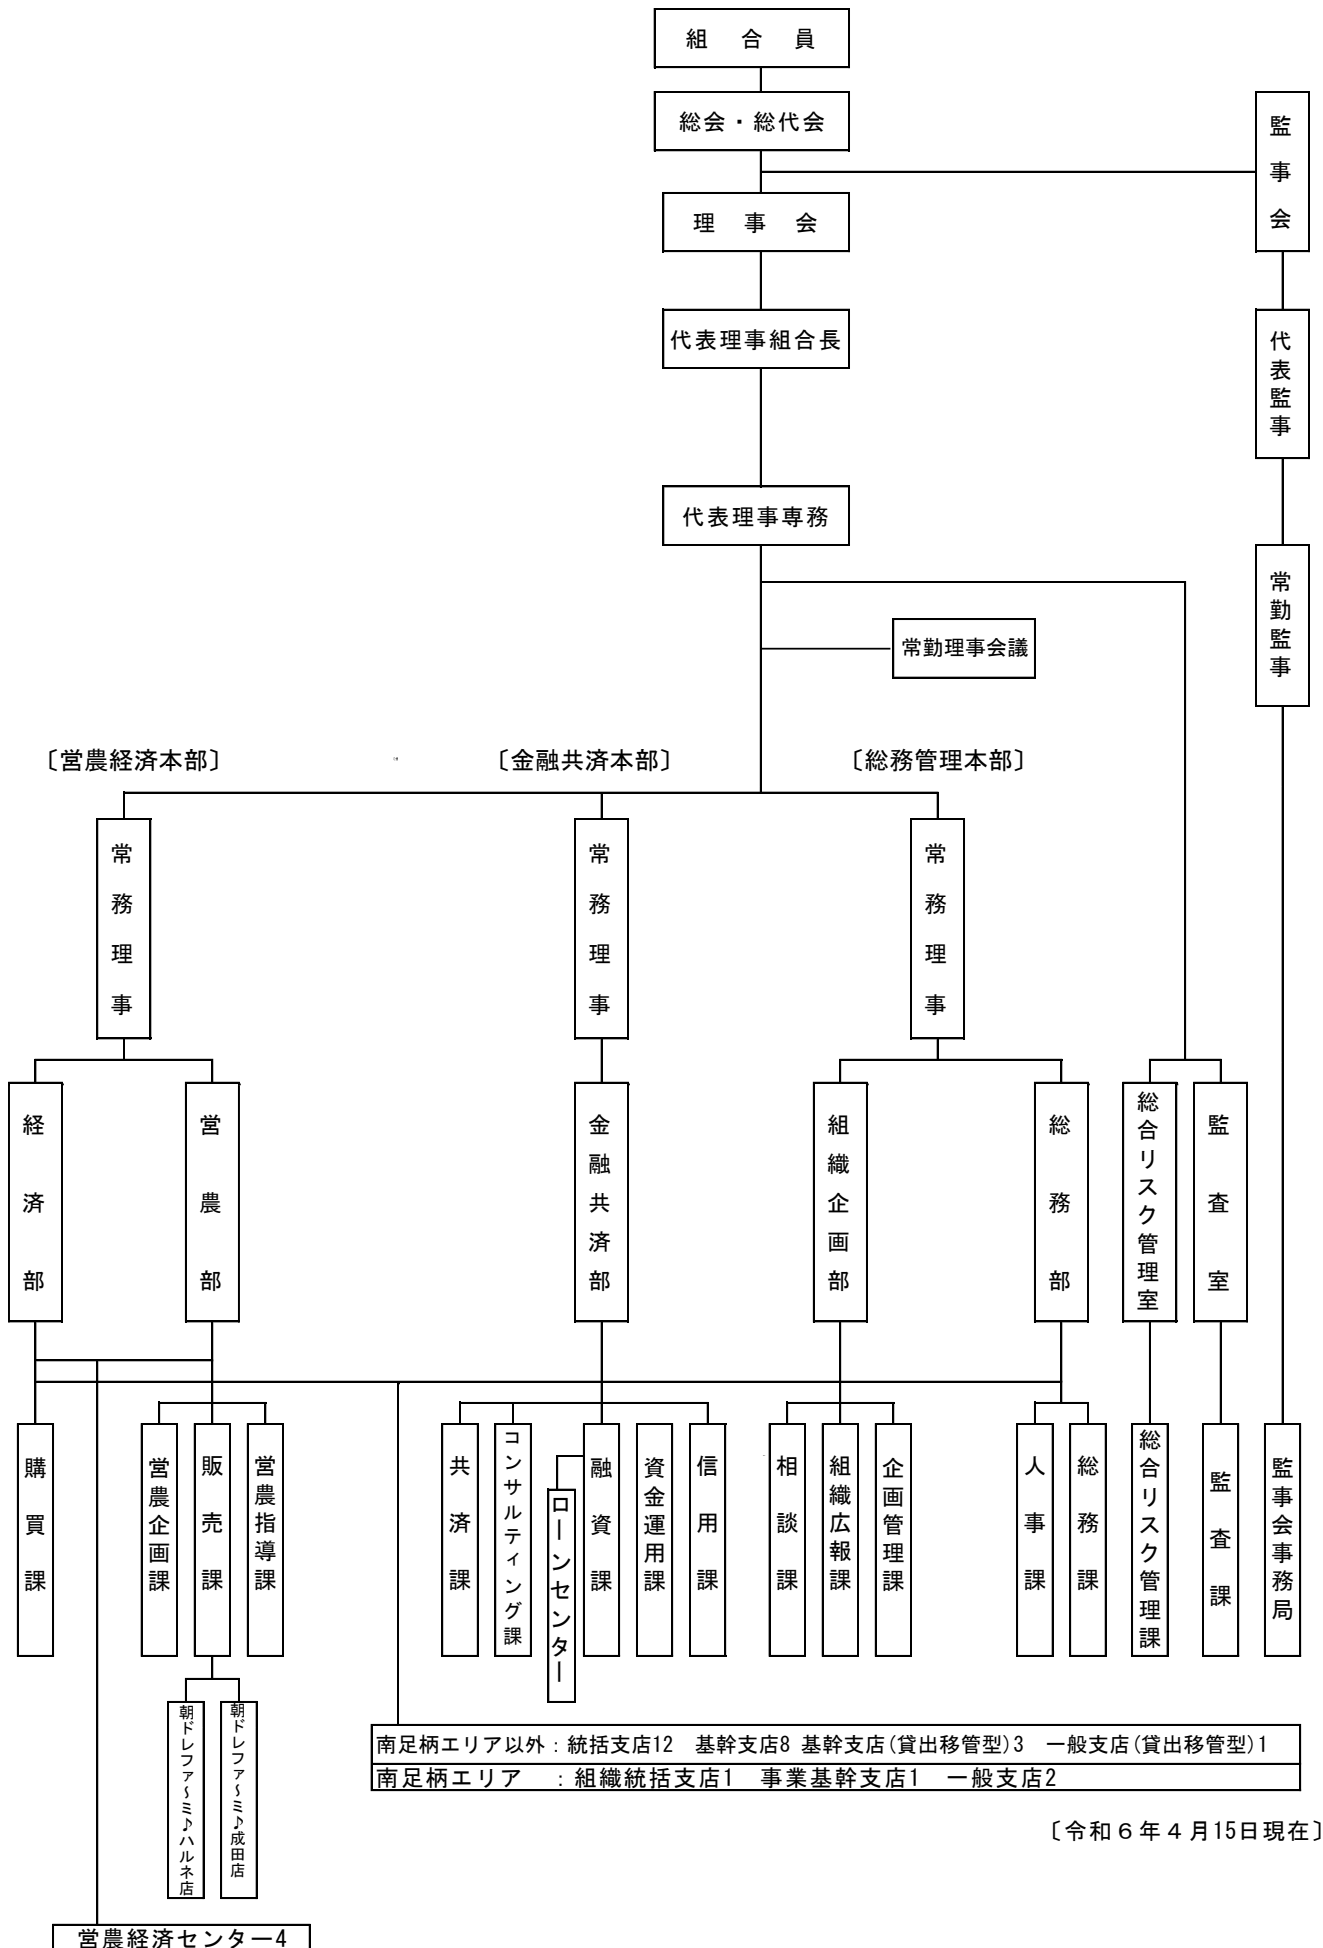 組合員
総会・総代会
監事会
理事会
代表理事組合長
代表監事
代表理事専務
常勤監事
常勤理事会議
〔営農経済本部〕
〔金融共済本部〕
〔総務管理本部〕
常務理事
常務理事
常務理事
経済部
営農部
金融共済部
組織企画部
総務部
総合リスク管理室
監査室
購買課
営農企画課
販売課
営農指導課
共済課
コンサルティング課
ローンセンター
融資課
資金運用課
信用課
相談課
組織広報課
企画管理課
人事課
総務課
総合リスク管理課
監査課
監事会事務局
朝ドレファ～ミ♪ハルネ店
朝ドレファ～ミ♪成田店
南足柄エリア以外：統括支店12　基幹支店8 基幹支店(貸出移管型)3　一般支店(貸出移管型)1
南足柄エリア　：組織統括支店1　事業基幹支店1　一般支店2
〔令和６年４月15日現在〕
営農経済センター4